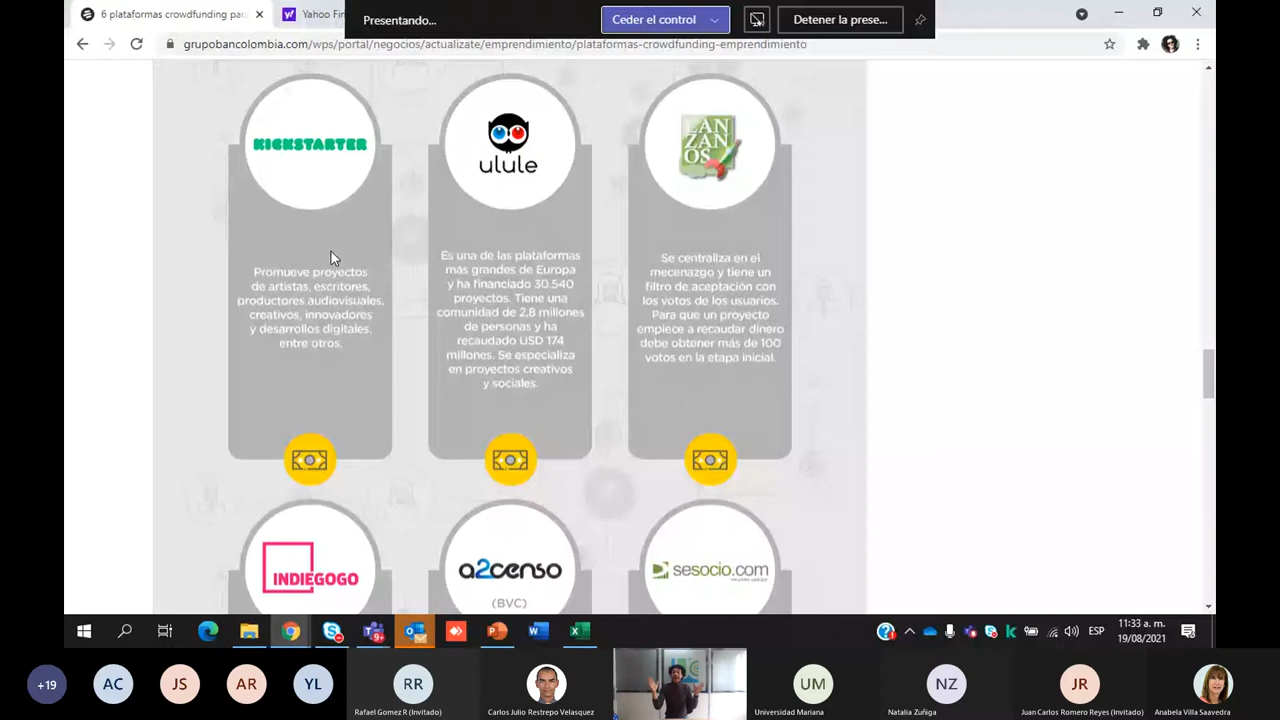 6 plataformas crowdfunding par
Yahoo Fin
Presentando...
Ceder el control
Detener la prese...
grupobancolombia.com/wps/portal/negocios/actualizate/emprendimiento/plataformas-crowdfunding-emprendimiento
KICKSTARTER
Promueve proyectos
de artistas, escritores,
productores audiovisuales,
creativos, innovadores
y desarrollos digitales,
entre otros.
ulule
Es una de las plataformas
más grandes de Europa
y ha financiado 30.540
proyectos. Tiene una
comunidad de 2,8 millones
de personas y ha
recaudado USD 174
millones. Se especializa
en proyectos creativos
y sociales.
LAN
ZAN
OS
Se centraliza en el
mecenazgo y tiene un
filtro de aceptación con
los votos de los usuarios.
Para que un proyecto
empiece a recaudar dinero
debe obtener más de 100
votos en la etapa inicial.
INDIEGOGO
a2censo
(BVC)
sesocio.com
9+
ESP
11:33 a. m.
19/08/2021
+19
AC
JS
AR
YL
RR
UM
NZ
JR
Rafael Gomez R (Invitado)
Carlos Julio Restrepo Velasquez
Universidad Mariana
Natalia Zuñiga
Juan Carlos Romero Reyes (Invitado)
Anabela Villa Saavedra